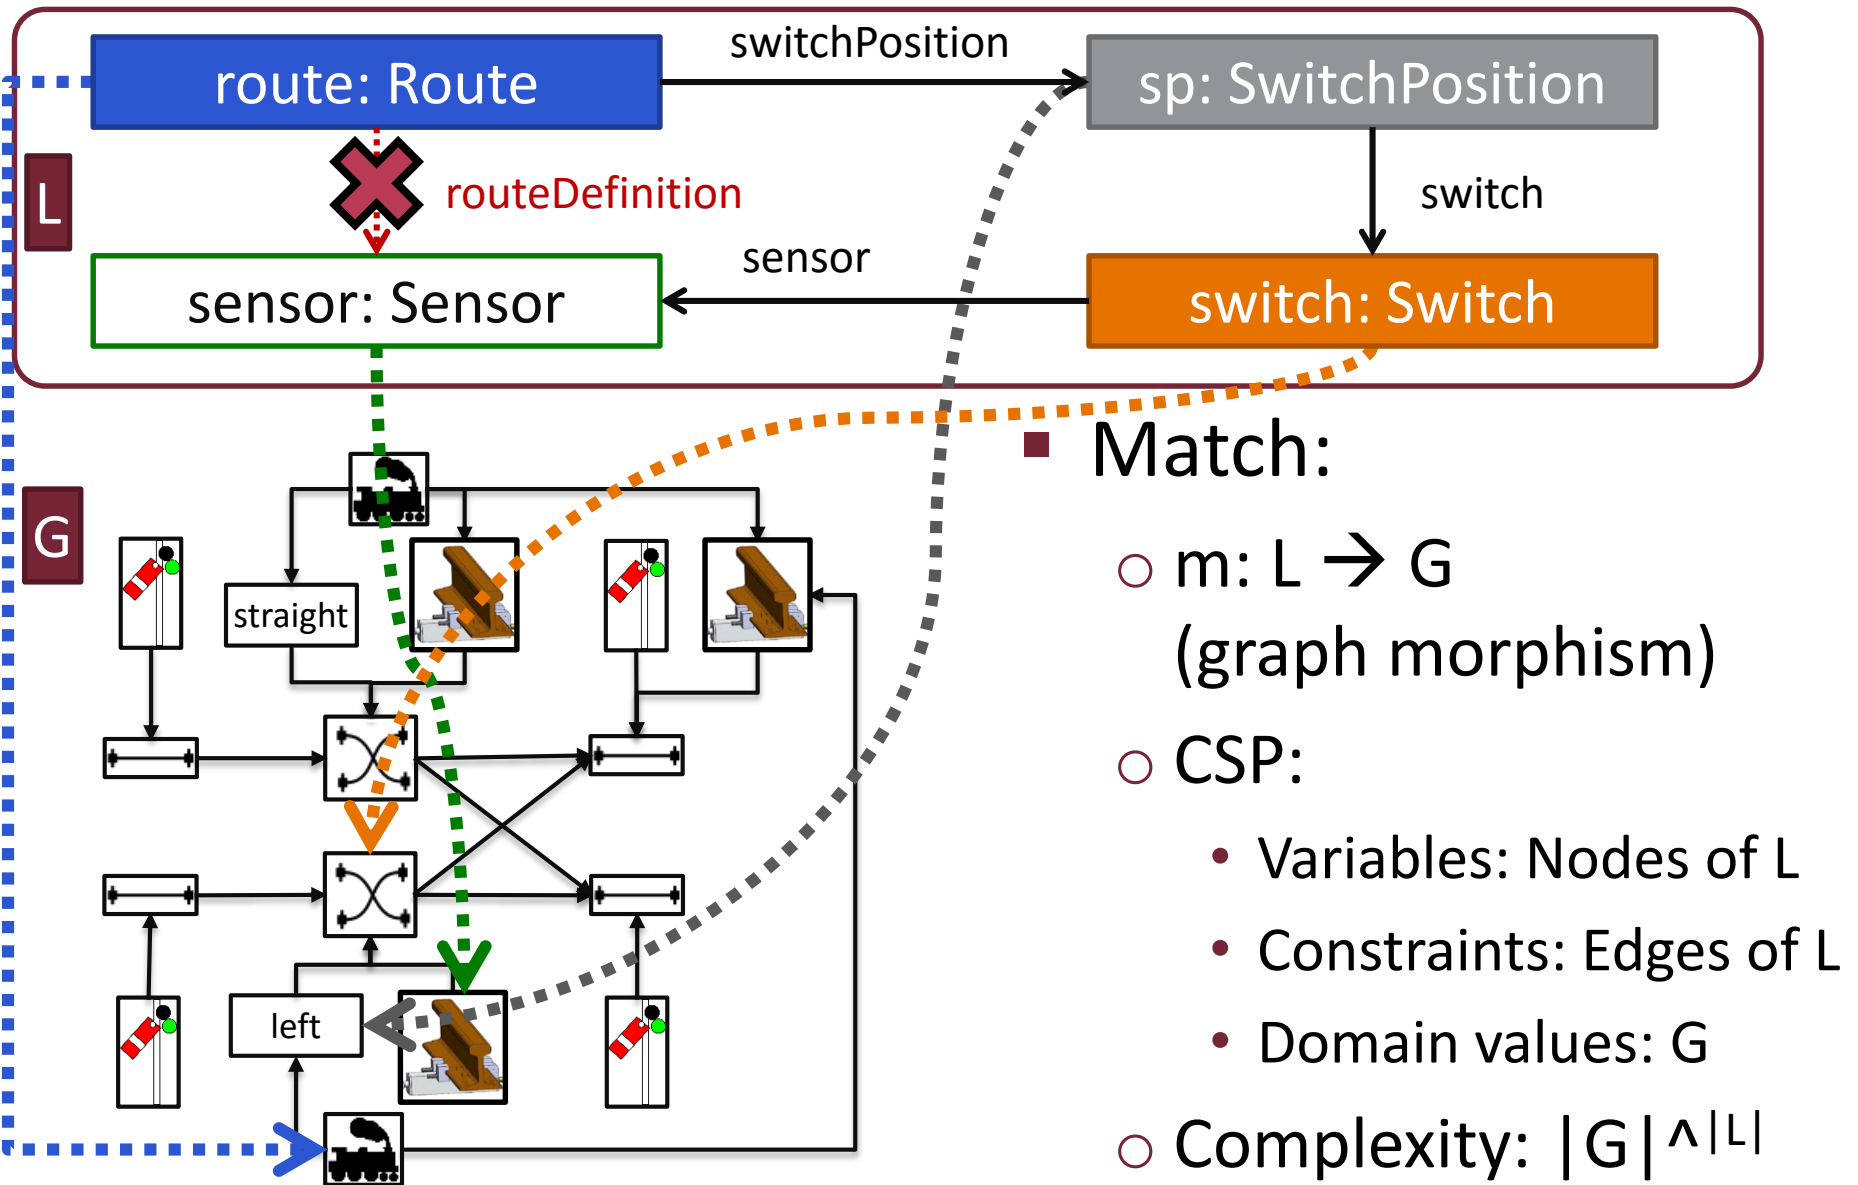 switchPosition
route: Route
sp: SwitchPosition
L
routeDefinition
switch
sensor
sensor: Sensor
switch: Switch
Match:
G
m: L → G
(graph morphism)
straight
CSP:
Variables: Nodes of L
Constraints: Edges of L
left
Domain values: G
Complexity: |G|^|L|